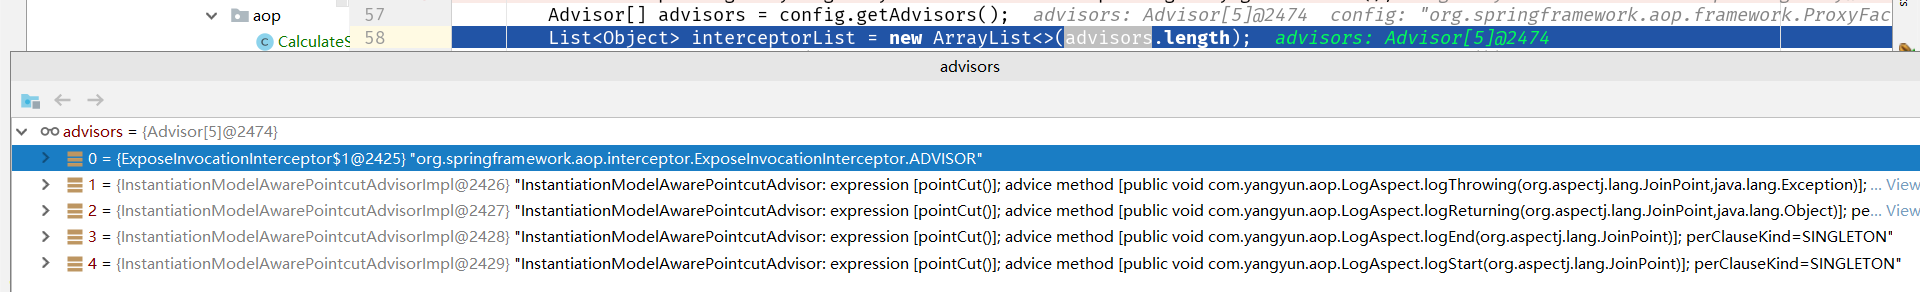 aop
CalculateS
57 Advisor[] advisors = config.getAdvisors(); advisors: Advisor[5]@2474 config: "org.springframework.aop.framework.ProxyFac
58 List<Object> interceptorList = new ArrayList<>(advisors.length); advisors: Advisor[5]@2474
advisors
advisors = {Advisor[5]@2474}
0 = {ExposeInvocationInterceptor$1@2425} "org.springframework.aop.interceptor.ExposeInvocationInterceptor.ADVISOR"
1 = {InstantiationModelAwarePointcutAdvisorImpl@2426} "InstantiationModelAwarePointcutAdvisor: expression [pointCut()]; advice method [public void com.yangyun.aop.LogAspect.logThrowing(org.aspectj.lang.JoinPoint,java.lang.Exception)]; ... View
2 = {InstantiationModelAwarePointcutAdvisorImpl@2427} "InstantiationModelAwarePointcutAdvisor: expression [pointCut()]; advice method [public void com.yangyun.aop.LogAspect.logReturning(org.aspectj.lang.JoinPoint,java.lang.Object)]; pe... View
3 = {InstantiationModelAwarePointcutAdvisorImpl@2428} "InstantiationModelAwarePointcutAdvisor: expression [pointCut()]; advice method [public void com.yangyun.aop.LogAspect.logEnd(org.aspectj.lang.JoinPoint)]; perClauseKind=SINGLETON"
4 = {InstantiationModelAwarePointcutAdvisorImpl@2429} "InstantiationModelAwarePointcutAdvisor: expression [pointCut()]; advice method [public void com.yangyun.aop.LogAspect.logStart(org.aspectj.lang.JoinPoint)]; perClauseKind=SINGLETON"